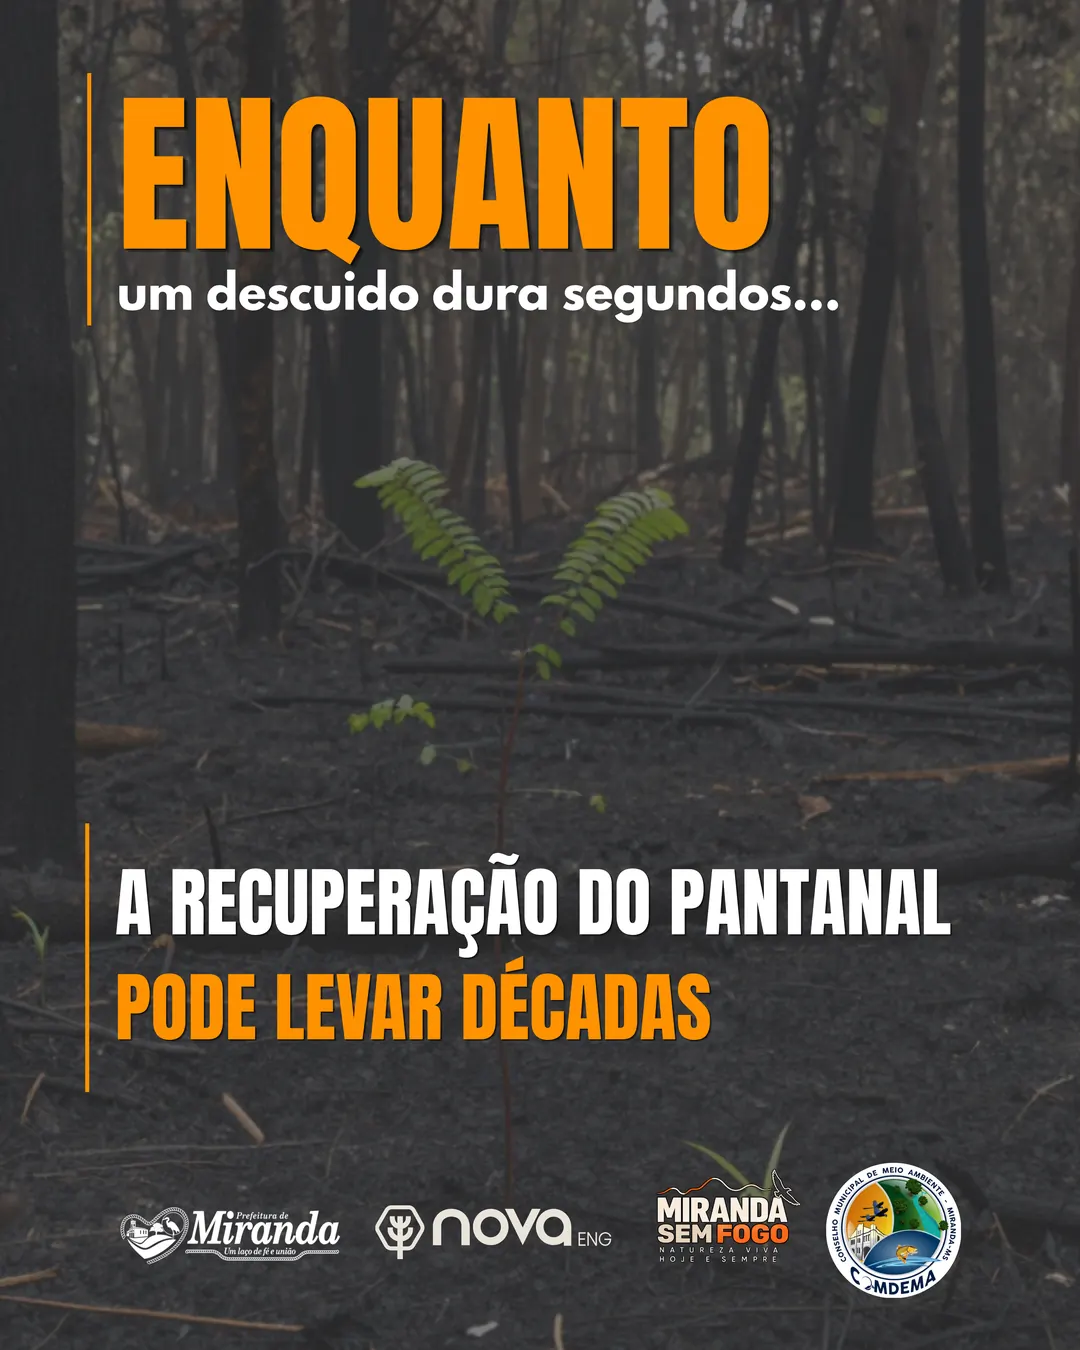 ENQUANTO
um descuido dura segundos...
A RECUPERAÇÃO DO PANTANAL
PODE LEVAR DÉCADAS
Prefeitura de
Miranda
Um laço de fé e união
nova ENG
MIRANDA
SEM FOGO
NATUREZA VIVA
HOJE E SEMPRE
CONSELHO MUNICIPAL DE MEIO AMBIENTE - MIRANDA-MS
COMDEMA